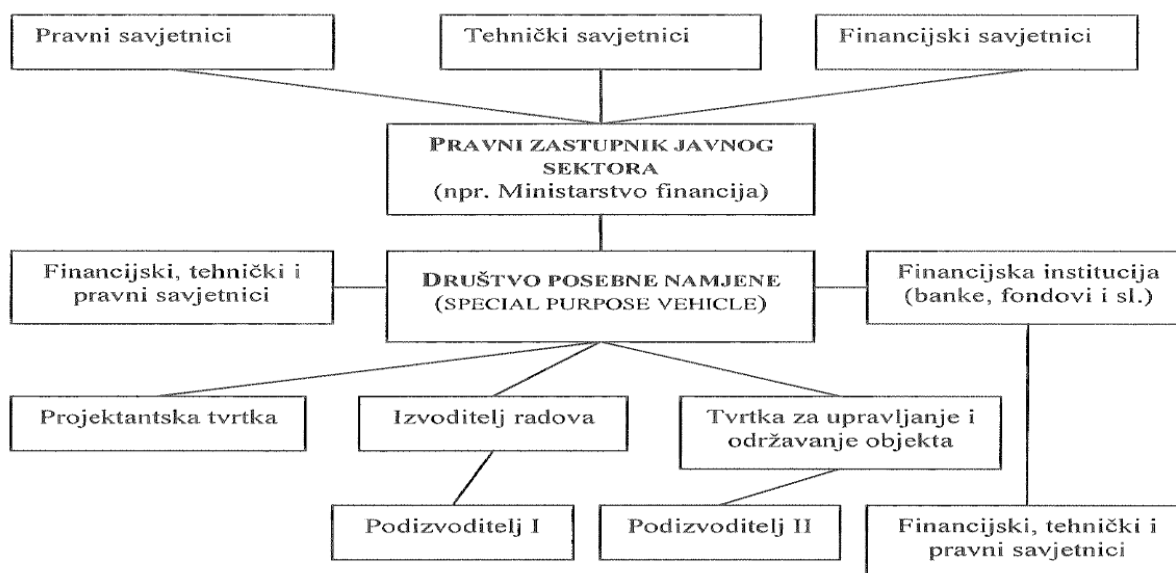 Pravni savjetnici
Tehnički savjetnici
Financijski savjetnici
PRAVNI ZASTUPNIK JAVNOG
SEKTORA
(npr. Ministarstvo financija)
Financijski, tehnički i
pravni savjetnici
DRUŠTVO POSEBNE NAMJENE
(SPECIAL PURPOSE VEHICLE)
Financijska institucija
(banke, fondovi i sl.)
Projektantska tvrtka
Izvoditelj radova
Tvrtka za upravljanje i
održavanje objekta
Podizvoditelj I
Podizvoditelj II
Financijski, tehnički i
pravni savjetnici